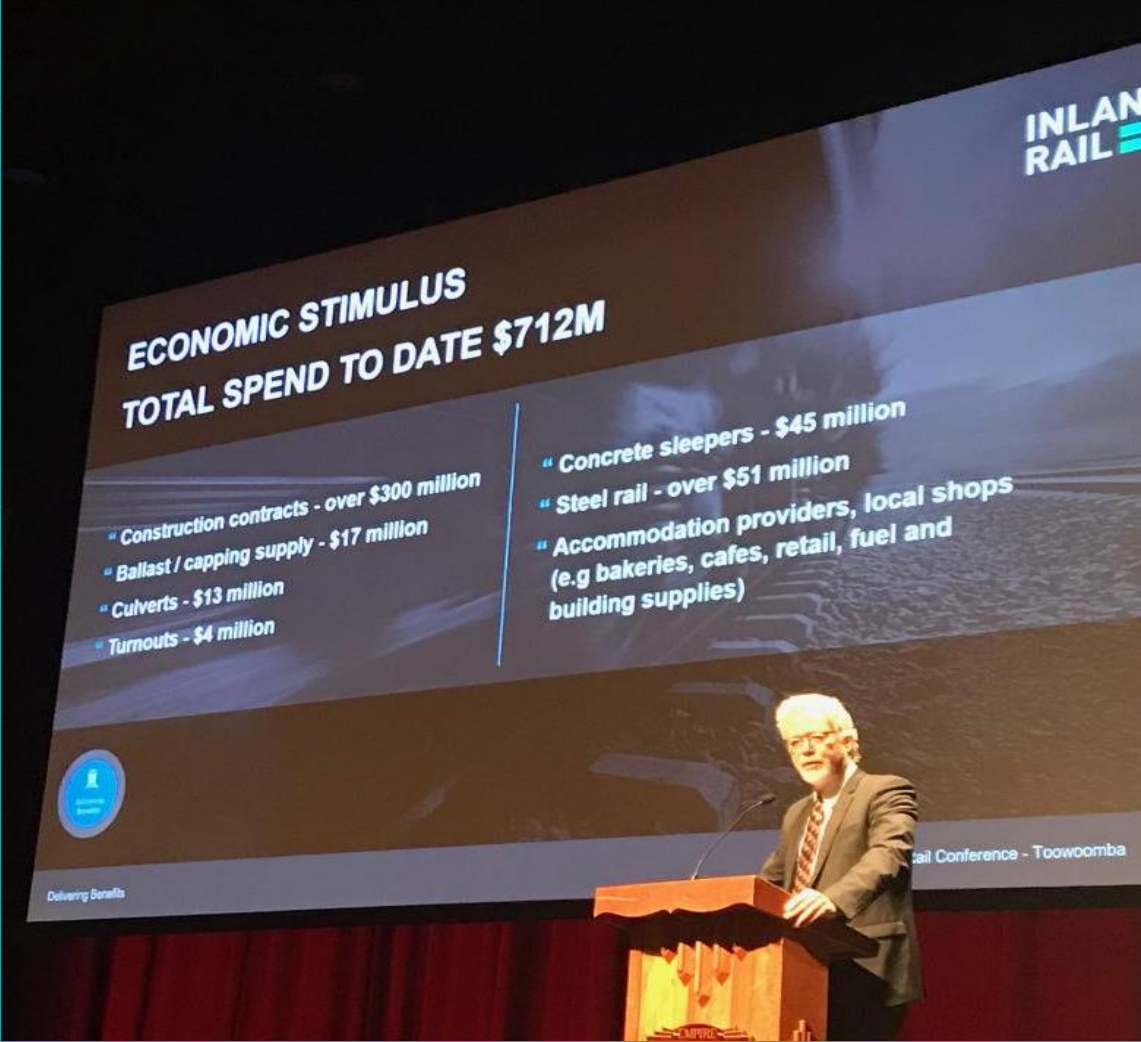 INLAN
RAIL
ECONOMIC STIMULUS
TOTAL SPEND TO DATE $712M
“ Construction contracts - over $300 million
“ Ballast / capping supply - $17 million
“ Culverts - $13 million
“ Turnouts - $4 million
“ Concrete sleepers - $45 million
“ Steel rail - over $51 million
“ Accommodation providers, local shops
(e.g bakeries, cafes, retail, fuel and
building supplies)
Delivering Benefits
ail Conference - Toowoomba
EMPIRE